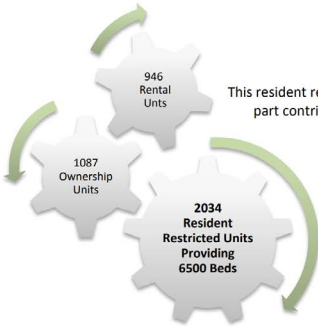 946
Rental
Unts
This resident re
part contri
1087
Ownership
Units
2034
Resident
Restricted Units
Providing
6500 Beds